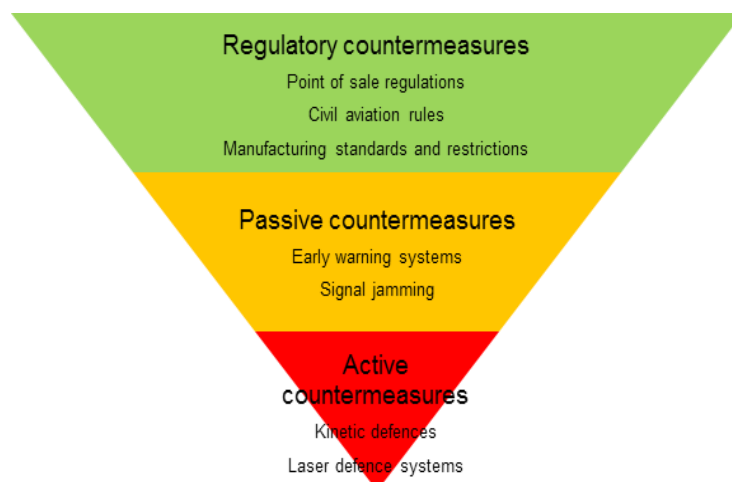 Regulatory countermeasures
Point of sale regulations
Civil aviation rules
Manufacturing standards and restrictions
Passive countermeasures
Early warning systems
Signal jamming
Active
countermeasures
Kinetic defences
Laser defence systems